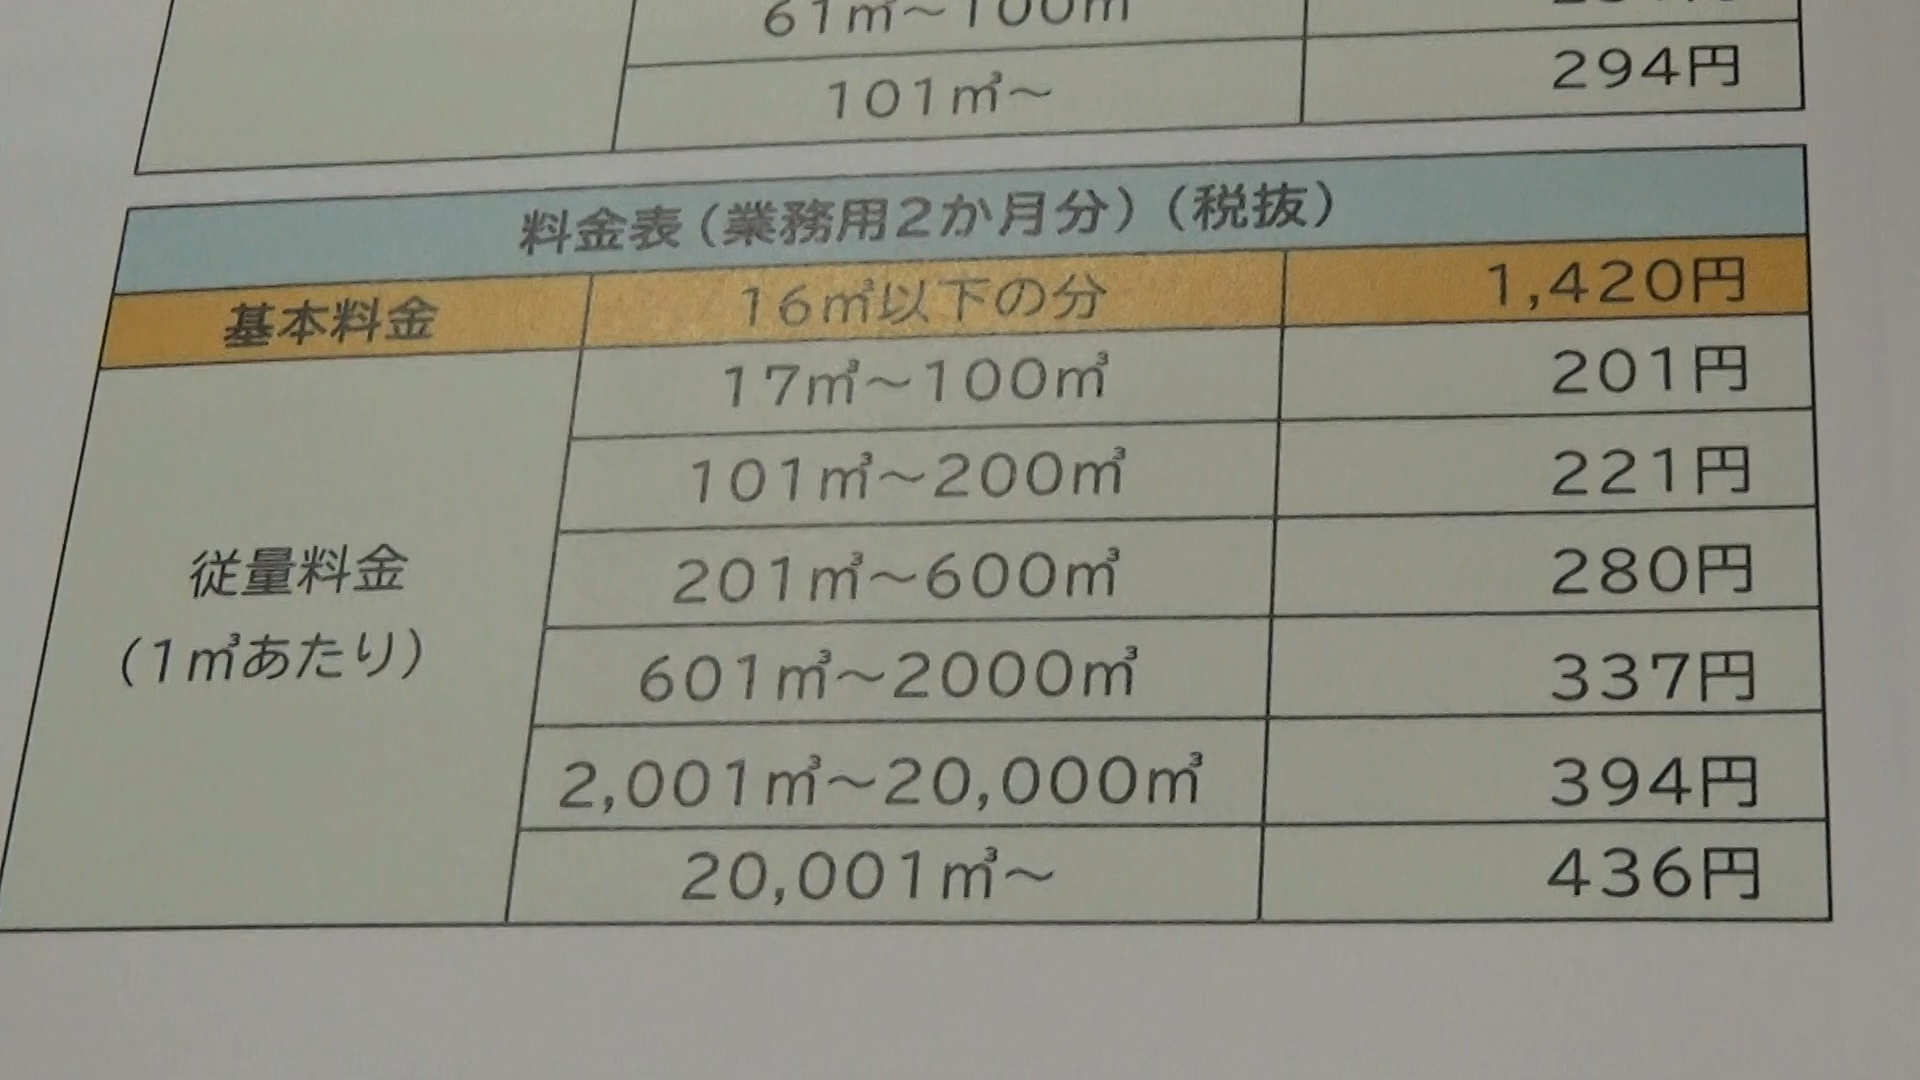 61㎥～100㎥
101㎥～ 294円
料金表（業務用2か月分）（税抜）
基本料金 16㎥以下の分 1,420円
17㎥～100㎥ 201円
101㎥～200㎥ 221円
従量料金
（1㎥あたり）
201㎥～600㎥ 280円
601㎥～2000㎥ 337円
2,001㎥～20,000㎥ 394円
20,001㎥～ 436円